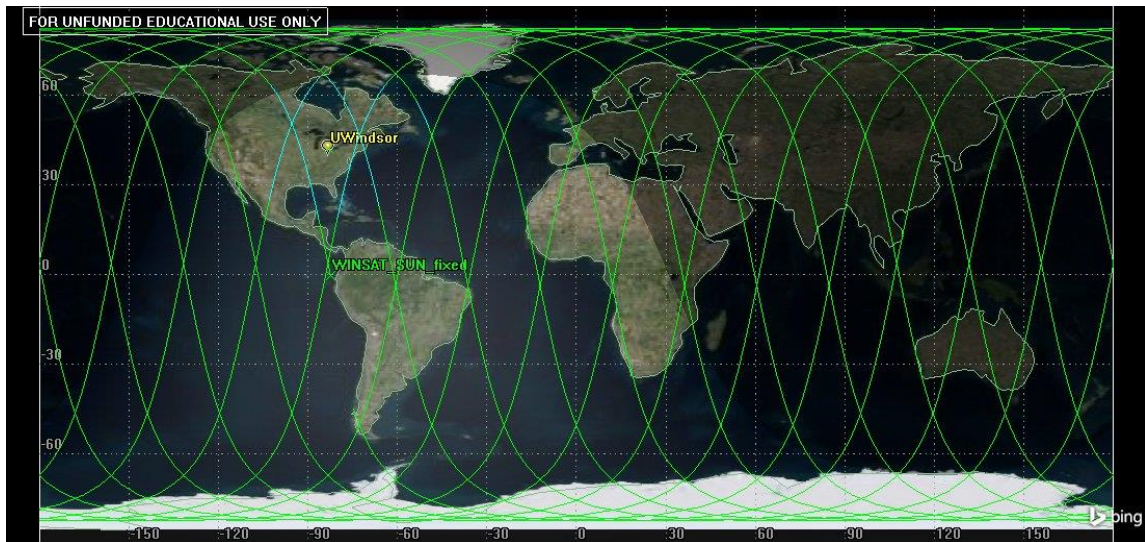 FOR UNFUNDED EDUCATIONAL USE ONLY
60
UWindsor
30
0
WINSAT_SUN_fixed
-30
-60
-150 -120 -90 -60 -30 0 30 60 90 120 150
bing